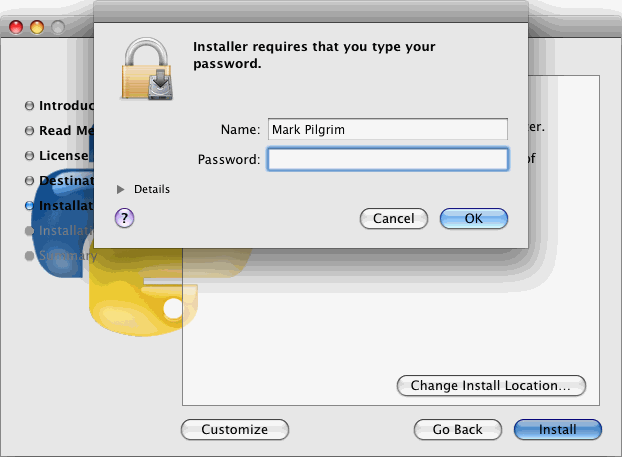 Installer requires that you type your
password.
Name: Mark Pilgrim
Password:
Details
?
Cancel OK
Introduc
Read Me
License
Destinat
Installat
Installat
Summary
ter.
of
Change Install Location...
Customize Go Back Install